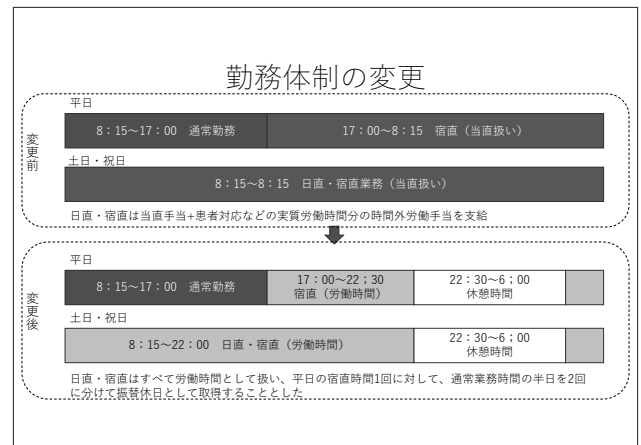 勤務体制の変更
変更前
平日
8：15～17：00 通常勤務
17：00～8：15 宿直（当直扱い）
土日・祝日
8：15～8：15 日直・宿直業務（当直扱い）
日直・宿直は当直手当+患者対応などの実質労働時間分の時間外労働手当を支給
変更後
平日
8：15～17：00 通常勤務
17：00～22；30
宿直（労働時間）
22：30～6；00
休憩時間
土日・祝日
8：15～22：00 日直・宿直（労働時間）
22：30～6；00
休憩時間
日直・宿直はすべて労働時間として扱い、平日の宿直時間1回に対して、通常業務時間の半日を2回
に分けて振替休日として取得することとした